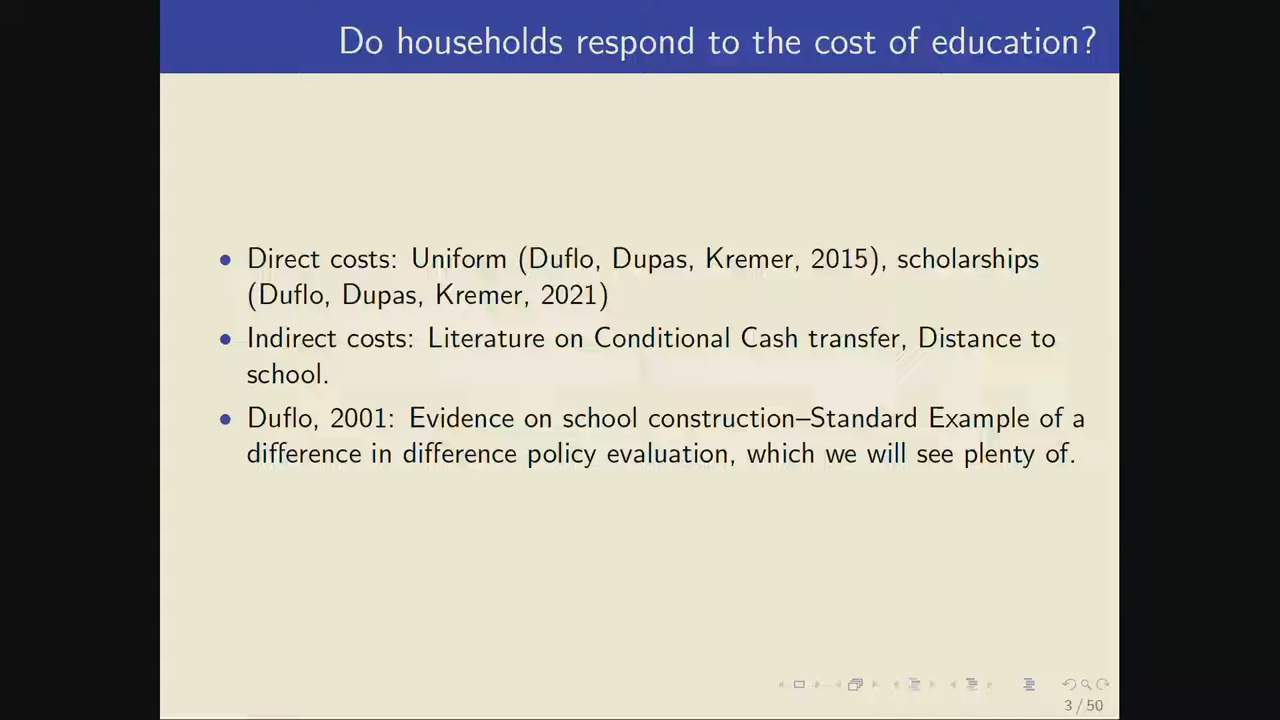 Do households respond to the cost of education?
• Direct costs: Uniform (Duflo, Dupas, Kremer, 2015), scholarships
(Duflo, Dupas, Kremer, 2021)
• Indirect costs: Literature on Conditional Cash transfer, Distance to
school.
• Duflo, 2001: Evidence on school construction–Standard Example of a
difference in difference policy evaluation, which we will see plenty of.
3 / 50